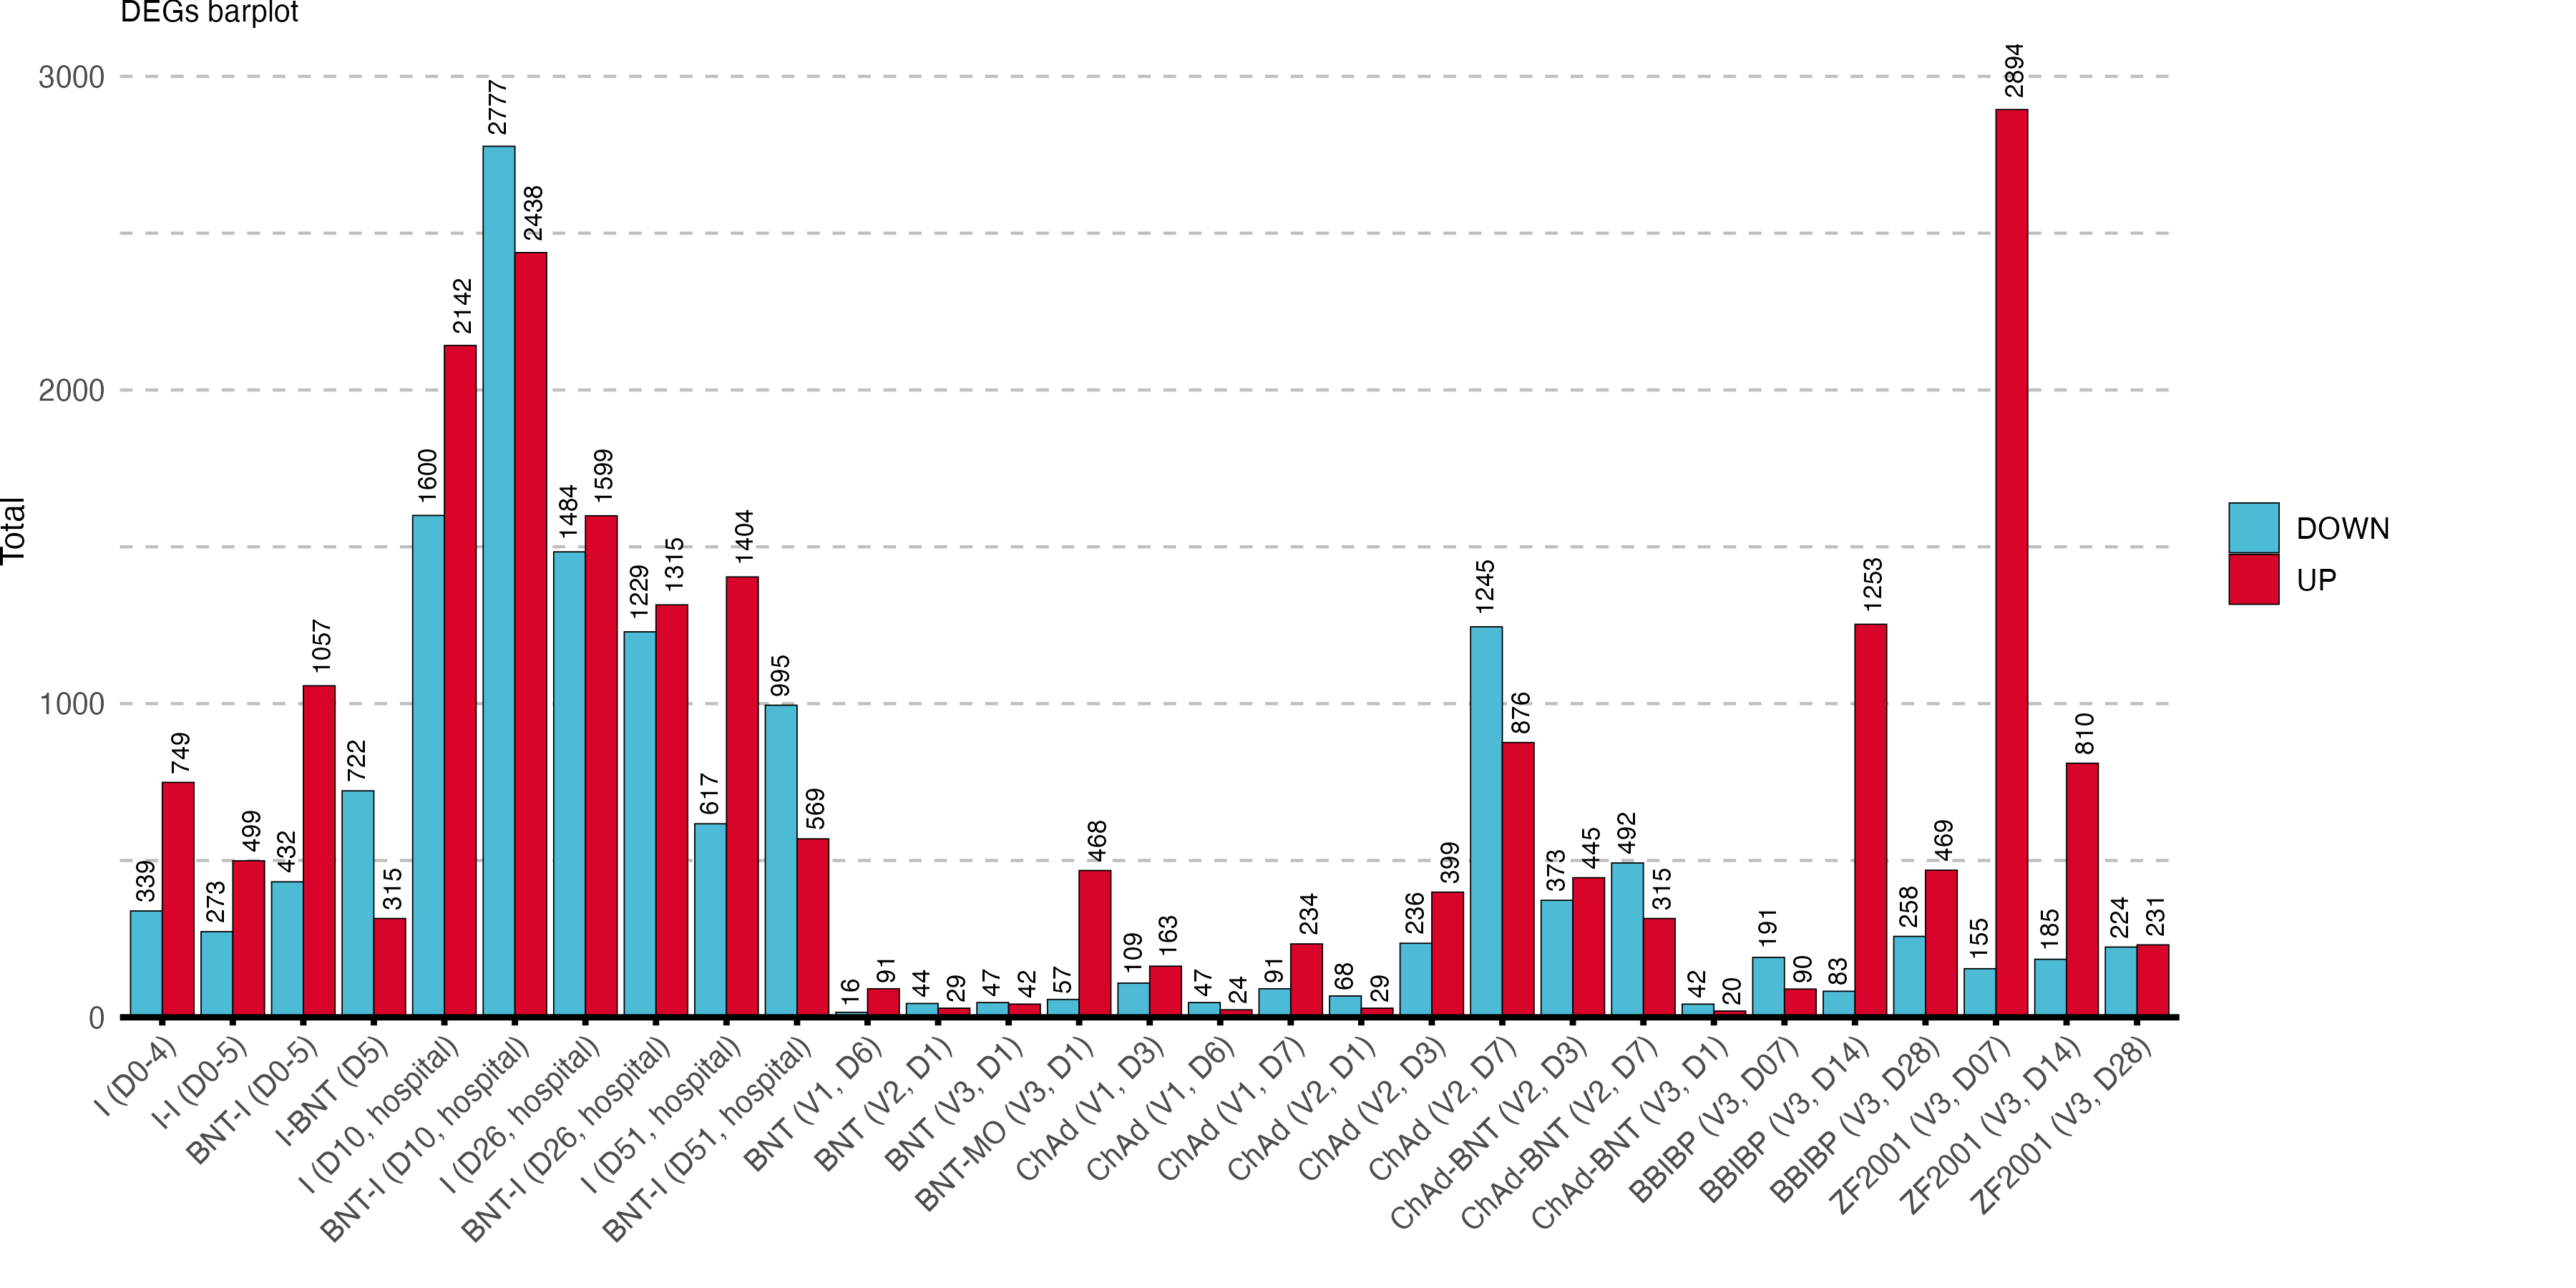 DEGs barplot
Total
3000
2000
1000
0
339
749
273
499
432
1057
722
315
1600
2142
2777
2438
1484
1599
1229
1315
617
1404
995
569
16
91
44
29
47
42
57
468
109
163
47
24
91
234
68
29
236
399
1245
876
373
445
492
315
42
20
191
90
83
1253
258
469
155
2894
185
810
224
231
I (D0-4)
I-I (D0-5)
BNT-I (D0-5)
I-BNT (D5)
I (D10, hospital)
BNT-I (D10, hospital)
I (D26, hospital)
BNT-I (D26, hospital)
I (D51, hospital)
BNT-I (D51, hospital)
BNT (V1, D6)
BNT (V2, D1)
BNT (V3, D1)
BNT-MO (V3, D1)
ChAd (V1, D3)
ChAd (V1, D6)
ChAd (V1, D7)
ChAd (V2, D1)
ChAd (V2, D3)
ChAd (V2, D7)
ChAd-BNT (V2, D3)
ChAd-BNT (V2, D7)
ChAd-BNT (V3, D1)
BBIBP (V3, D07)
BBIBP (V3, D14)
BBIBP (V3, D28)
ZF2001 (V3, D07)
ZF2001 (V3, D14)
ZF2001 (V3, D28)
DOWN
UP